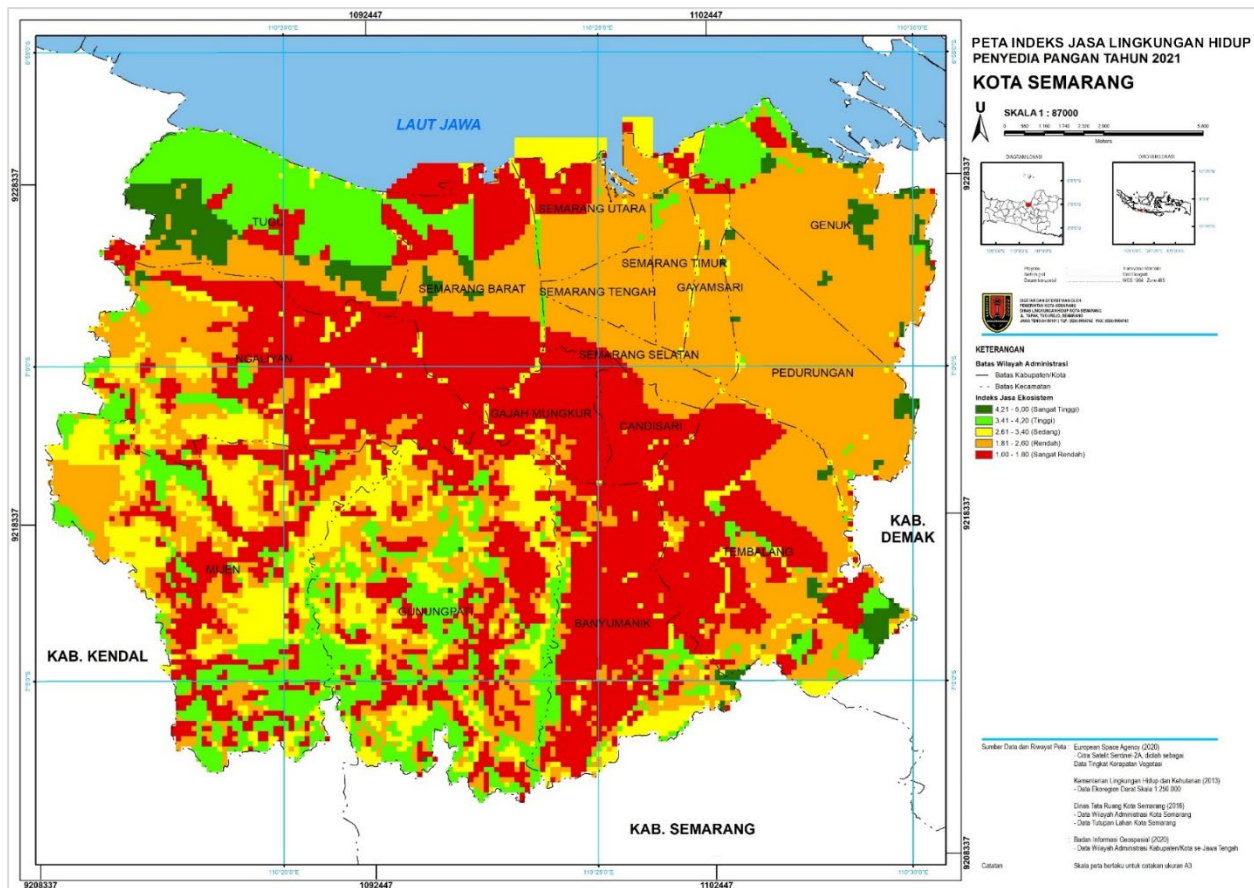 1092447
1102447
PETA INDEKS JASA LINGKUNGAN HIDUP
PENYEDIA PANGAN TAHUN 2021
KOTA SEMARANG
U
SKALA 1 : 87000
Meters
DIAGRAM LOKASI
LAUT JAWA
9228337
9228337
TUGU
SEMARANG UTARA
GENUK
SEMARANG TIMUR
SEMARANG BARAT
SEMARANG TENGAH
GAYAMSARI
NGALIYAN
SEMARANG SELATAN
PEDURUNGAN
GAJAH MUNGKUR
CANDISARI
KETERANGAN
Batas Wilayah Administrasi
Batas Kabupaten/Kota
Batas Kecamatan
Indeks Jasa Ekosistem
4,21 - 5,00 (Sangat Tinggi)
3,41 - 4,20 (Tinggi)
2,61 - 3,40 (Sedang)
1,81 - 2,60 (Rendah)
1,00 - 1,80 (Sangat Rendah)
9218337
9218337
KAB.
DEMAK
TEMBALANG
MIJEN
GUNUNGPATI
BANYUMANIK
KAB. KENDAL
KAB. SEMARANG
Sumber Data dan Riwayat Peta
European Space Agency (2020)
- Citra Satelit Sentinel-2A, diolah sebagai
Data Tingkat Kerapatan Vegetasi
Kementerian Lingkungan Hidup dan Kehutanan (2013)
- Data Ekoregion Darat Skala 1:250.000
Dinas Tata Ruang Kota Semarang (2016)
- Data Wilayah Administrasi Kota Semarang
- Data Tutupan Lahan Kota Semarang
Badan Informasi Geospasial (2020)
- Data Wilayah Administrasi Kabupaten/Kota se Jawa Tengah
Catatan
Skala peta berlaku untuk cetakan ukuran A3
9208337
9208337
1092447
1102447